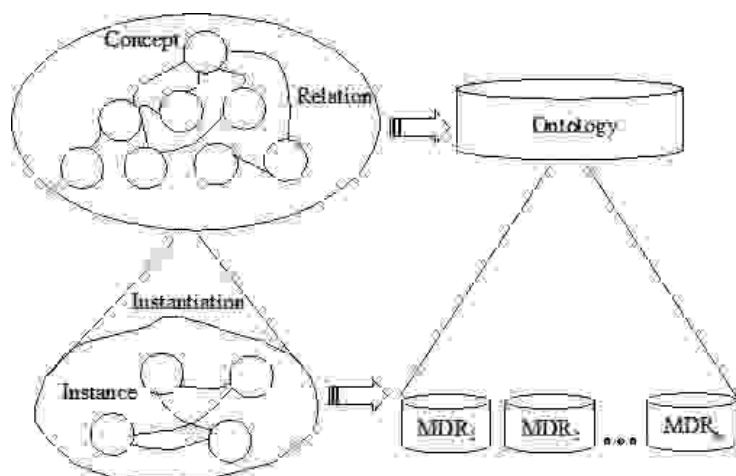 Concept
Relation
Ontology
Instantiation
Instance
MDR
MDR
...
MDR